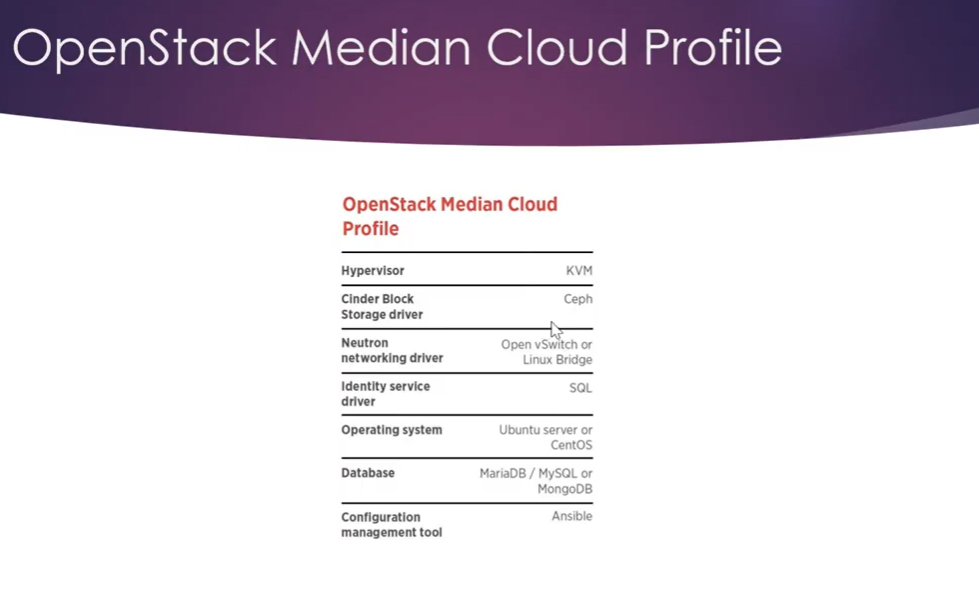 OpenStack Median Cloud Profile
OpenStack Median Cloud
Profile
Hypervisor KVM
Cinder Block Ceph
Storage driver
Neutron Open vSwitch or
networking driver Linux Bridge
Identity service SQL
driver
Operating system Ubuntu server or
CentOS
Database MariaDB / MySQL or
MongoDB
Configuration Ansible
management tool